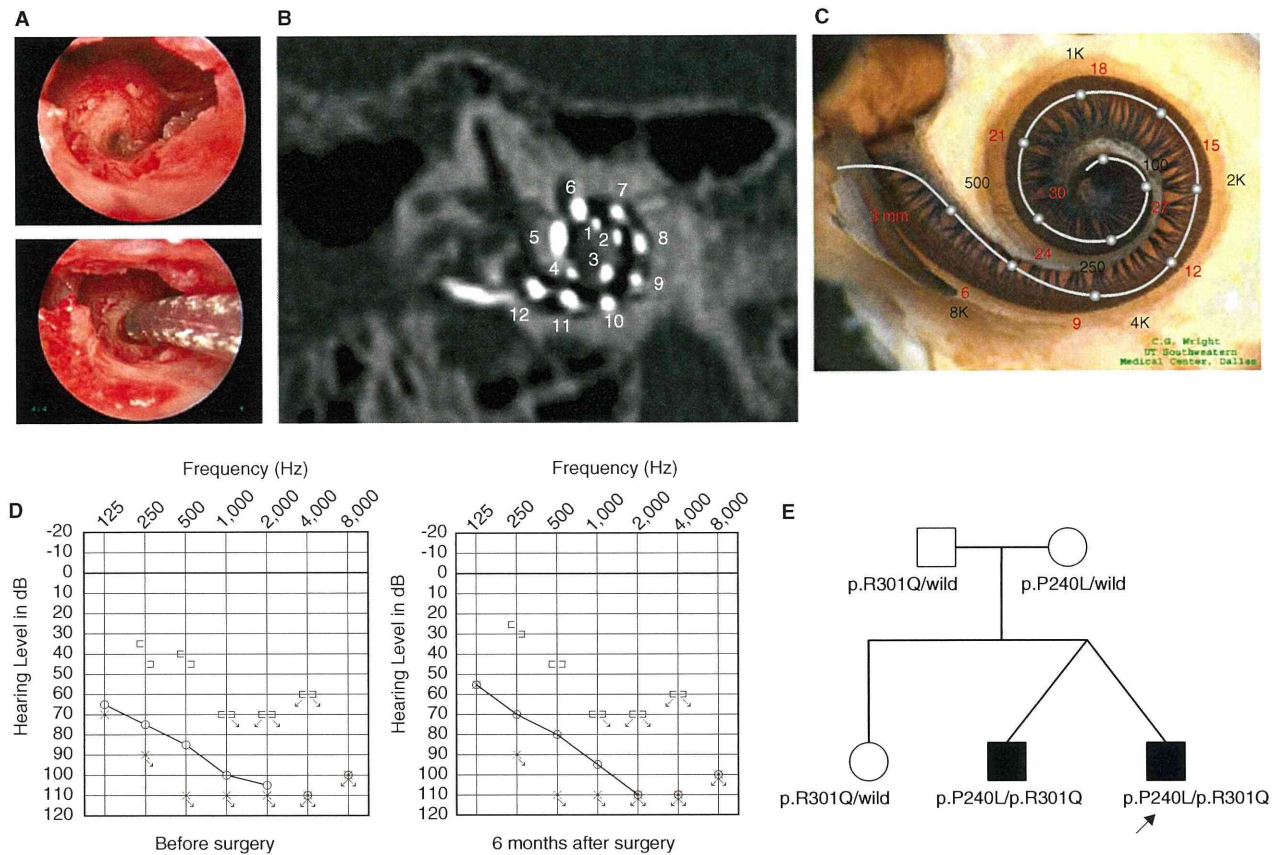 A
B
6
7
1
2
8
5
3
4
9
12
11
10
C
1K
18
21
15
100
500
30
27
2K
3 mm
24
250
12
6
8K
9
4K
C.G. Wright
UT Southwestern
Medical Center, Dallas
D
Frequency (Hz)
125 250 500 1,000 2,000 4,000 8,000
Hearing Level in dB
-20
-10
0
10
20
30
40
50
60
70
80
90
100
110
120
Before surgery
Frequency (Hz)
125 250 500 1,000 2,000 4,000 8,000
Hearing Level in dB
-20
-10
0
10
20
30
40
50
60
70
80
90
100
110
120
6 months after surgery
E
p.R301Q/wild p.P240L/wild
p.R301Q/wild p.P240L/p.R301Q p.P240L/p.R301Q